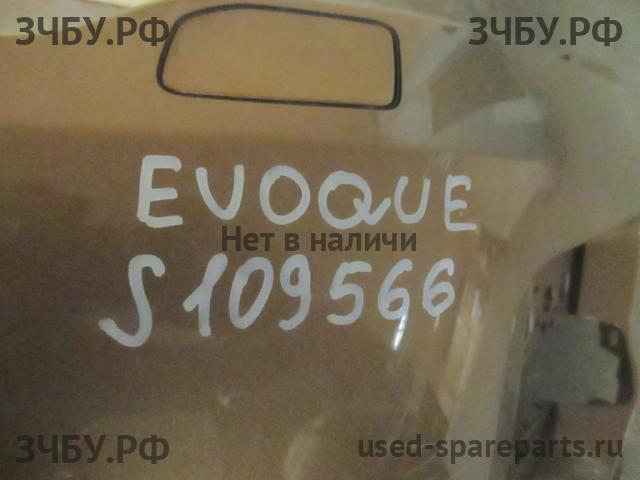 ЗЧБУ.РФ ЗЧБУ.РФ
EVOQUE
Нет в наличи
S109566
ЗЧБУ.РФ used-spareparts.ru